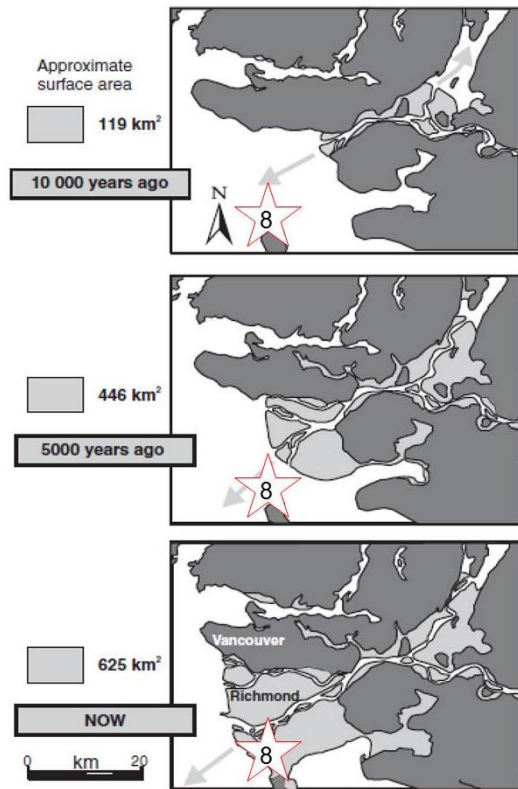 Approximate
surface area
119 km²
10 000 years ago
N
8
446 km²
5000 years ago
8
625 km²
NOW
0 km 20
Vancouver
Richmond
8